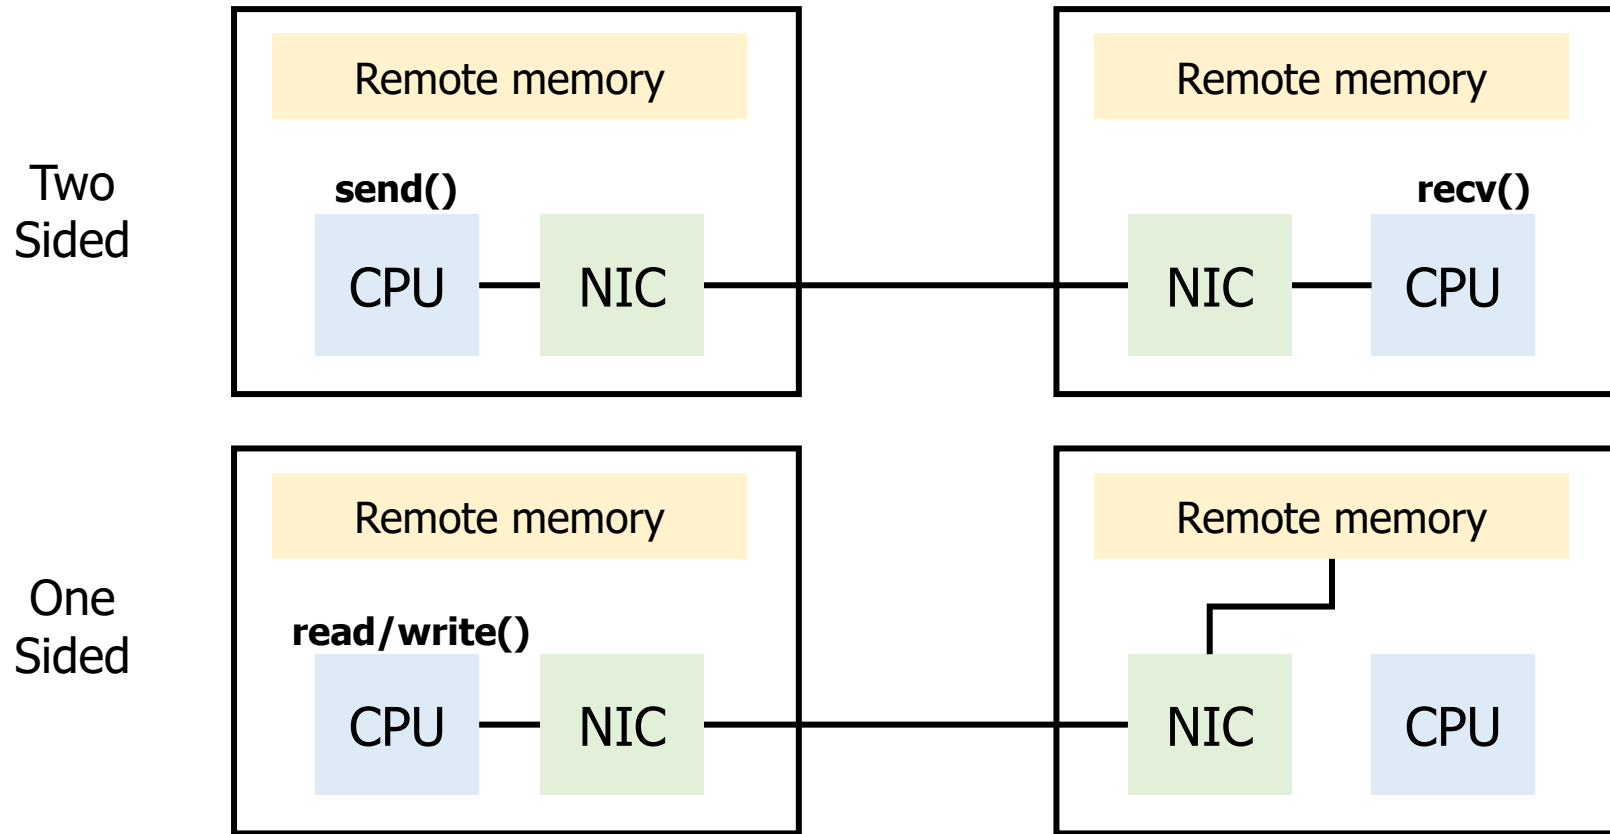 Remote memory
Remote memory
Two
Sided
send()
recv()
CPU
NIC
NIC
CPU
Remote memory
Remote memory
One
Sided
read/write()
CPU
NIC
NIC
CPU